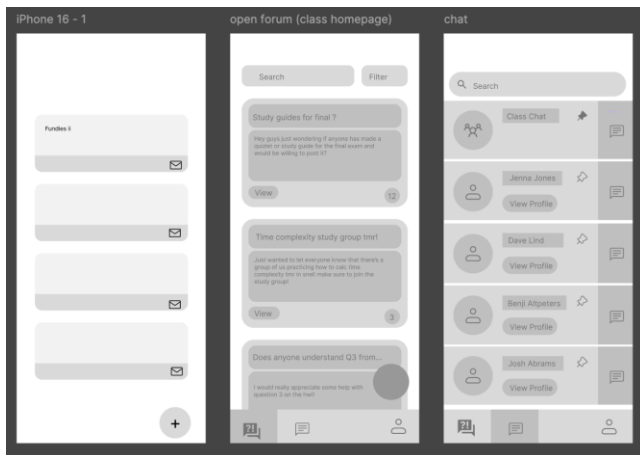 iPhone 16 - 1
Fundies ii
+
open forum (class homepage)
Search
Filter
Study guides for final ?
Hey guys just wondering if anyone has made a
quizlet or study guide for the final exam and
would be willing to post it?
View
12
Time complexity study group tmr!
Just wanted to let everyone know that there's a
group of us practicing how to calc time
complexity tmr in snell make sure to join the
study group!
View
3
Does anyone understand Q3 from...
I would really appreciate some help with
question 3 on the hw!!
?!
chat
Search
Class Chat
Jenna Jones
View Profile
Dave Lind
View Profile
Benji Altpeters
View Profile
Josh Abrams
View Profile
?!